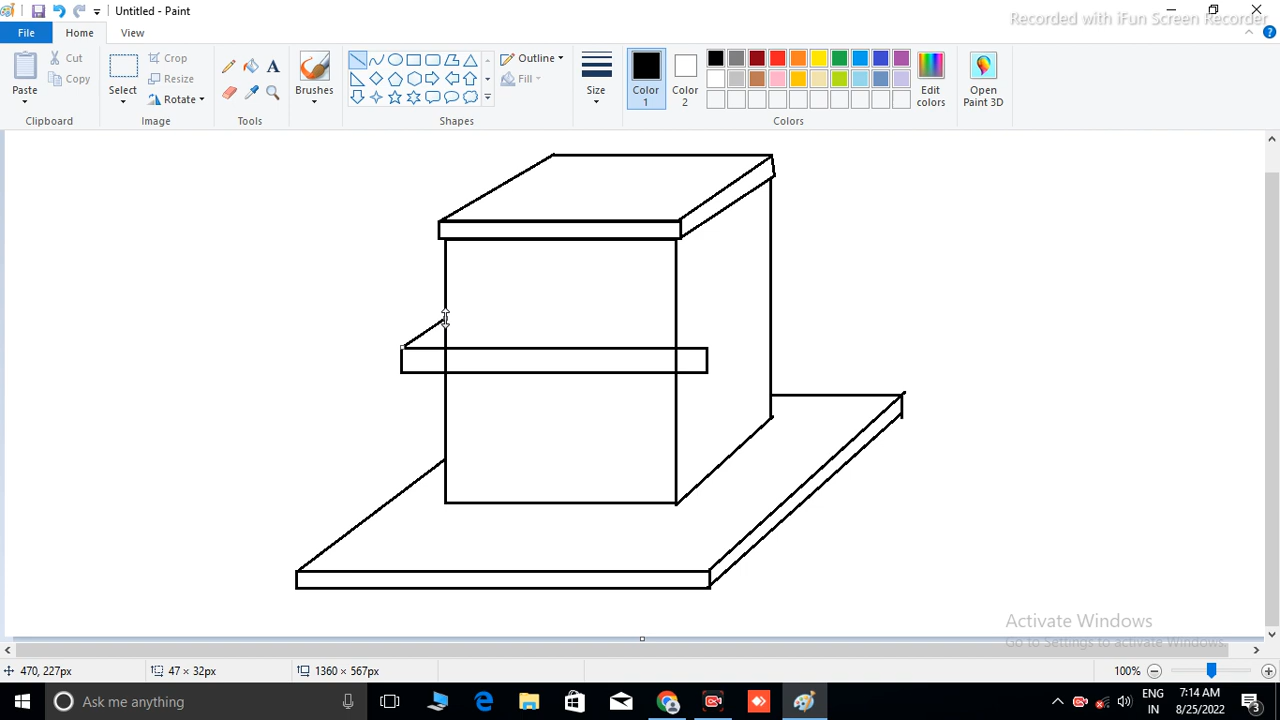 Untitled - Paint
Recorded with iFun Screen Recorder
File Home View
Paste
Cut
Copy
Clipboard
Select
Crop
Resize
Rotate
Image
Tools
Brushes
Outline
Fill
Shapes
Size
Color 1
Color 2
Colors
Edit colors
Open Paint 3D
Activate Windows
Go to Settings to activate Windows.
470, 227px
47 × 32px
1360 × 567px
100%
Ask me anything
ENG
IN
7:14 AM
8/25/2022
3